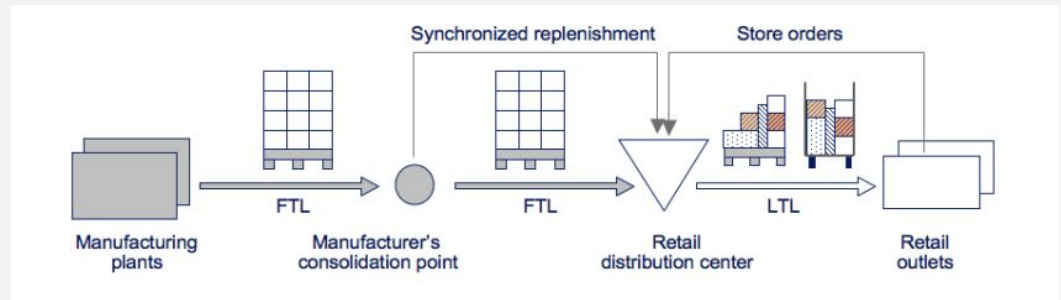 Synchronized replenishment
Store orders
FTL
FTL
LTL
Manufacturing
plants
Manufacturer's
consolidation point
Retail
distribution center
Retail
outlets